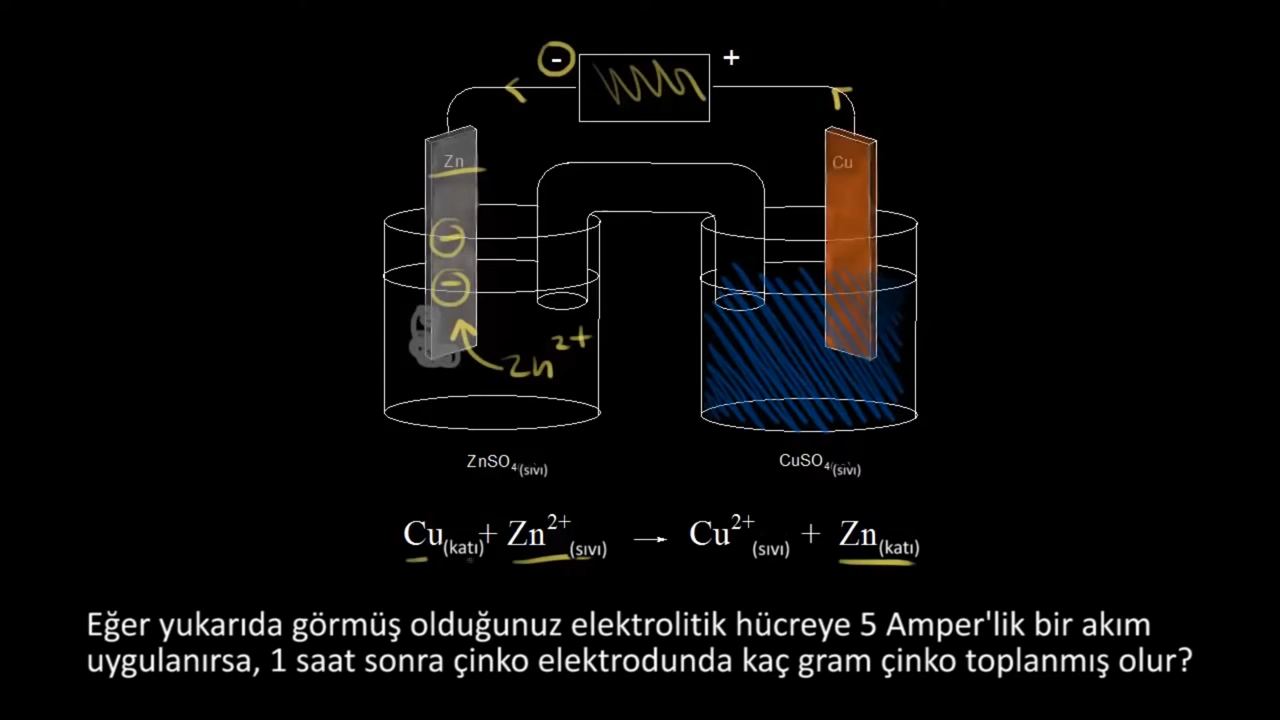 - +
Zn Cu
Zn²⁺
ZnSO₄(sıvı) CuSO₄(sıvı)
Cu(katı) + Zn²⁺(sıvı) → Cu²⁺(sıvı) + Zn(katı)
Eğer yukarıda görmüş olduğunuz elektrolitik hücreye 5 Amper'lik bir akım
uygulanırsa, 1 saat sonra çinko elektrodunda kaç gram çinko toplanmış olur?